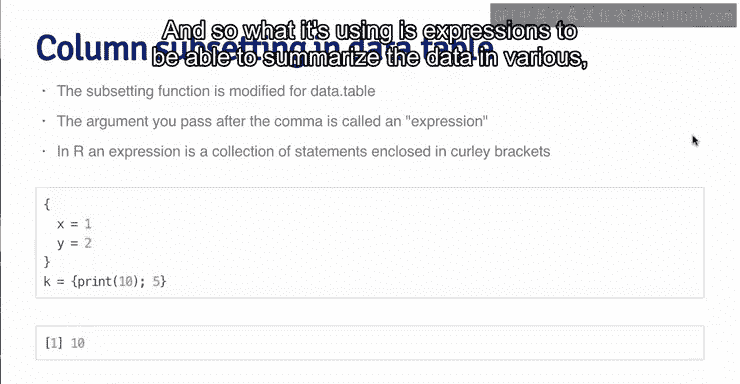 And so what it's using is expressions to
be able to summarize the data in various,
Column subsetting in data.table
· The subsetting function is modified for data.table
· The argument you pass after the comma is called an "expression"
· In R an expression is a collection of statements enclosed in curley brackets
{
  x = 1
  y = 2
}
k = {print(10); 5}
[1] 10